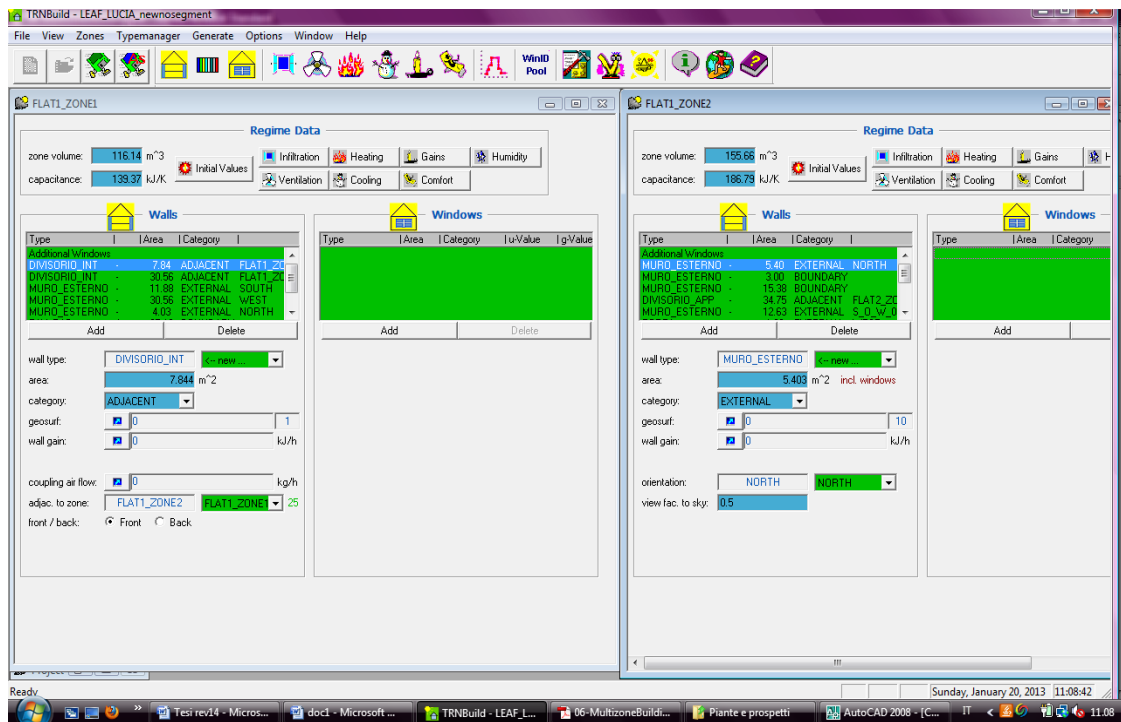 TRNBuild - LEAF_LUCIA_newnosegment
File View Zones Typemanager Generate Options Window Help
WinID Pool
FLAT1_ZONE1
Regime Data
zone volume: 116.14 m^3
capacitance: 139.37 kJ/K
Initial Values
Infiltration Heating Gains Humidity
Ventilation Cooling Comfort
Walls
Type | | Area | Category |
Additional Windows
DIVISORIO_INT - 7.84 ADJACENT FLAT1_ZO
DIVISORIO_INT - 30.56 ADJACENT FLAT1_ZO
MURO_ESTERNO - 11.88 EXTERNAL SOUTH
MURO_ESTERNO - 30.56 EXTERNAL WEST
MURO_ESTERNO - 4.03 EXTERNAL NORTH
Add Delete
wall type: DIVISORIO_INT <-- new ...
area: 7.844 m^2
category: ADJACENT
geosurf: 0 1
wall gain: 0 kJ/h
coupling air flow: 0 kg/h
adjac. to zone: FLAT1_ZONE2 FLAT1_ZONE1 25
front / back: Front Back
Windows
Type | Area | Category | u-Value | g-Value
Add Delete
FLAT1_ZONE2
Regime Data
zone volume: 155.66 m^3
capacitance: 186.79 kJ/K
Initial Values
Infiltration Heating Gains H
Ventilation Cooling Comfort
Walls
Type | | Area | Category |
Additional Windows
MURO_ESTERNO - 5.40 EXTERNAL NORTH
MURO_ESTERNO - 3.00 BOUNDARY
MURO_ESTERNO - 15.38 BOUNDARY
DIVISORIO_APP - 34.75 ADJACENT FLAT2_ZO
MURO_ESTERNO - 12.63 EXTERNAL S_O_W_0
Add Delete
wall type: MURO_ESTERNO <-- new ...
area: 5.403 m^2 incl. windows
category: EXTERNAL
geosurf: 0 10
wall gain: 0 kJ/h
orientation: NORTH NORTH
view fac. to sky: 0.5
Windows
Type | Area | Category
Add
Ready
Sunday, January 20, 2013 11:08:42
Tesi rev14 - Micros... doc1 - Microsoft ... TRNBuild - LEAF_L... 06-MultizoneBuildi... Piante e prospetti AutoCAD 2008 - [C... IT 11.08